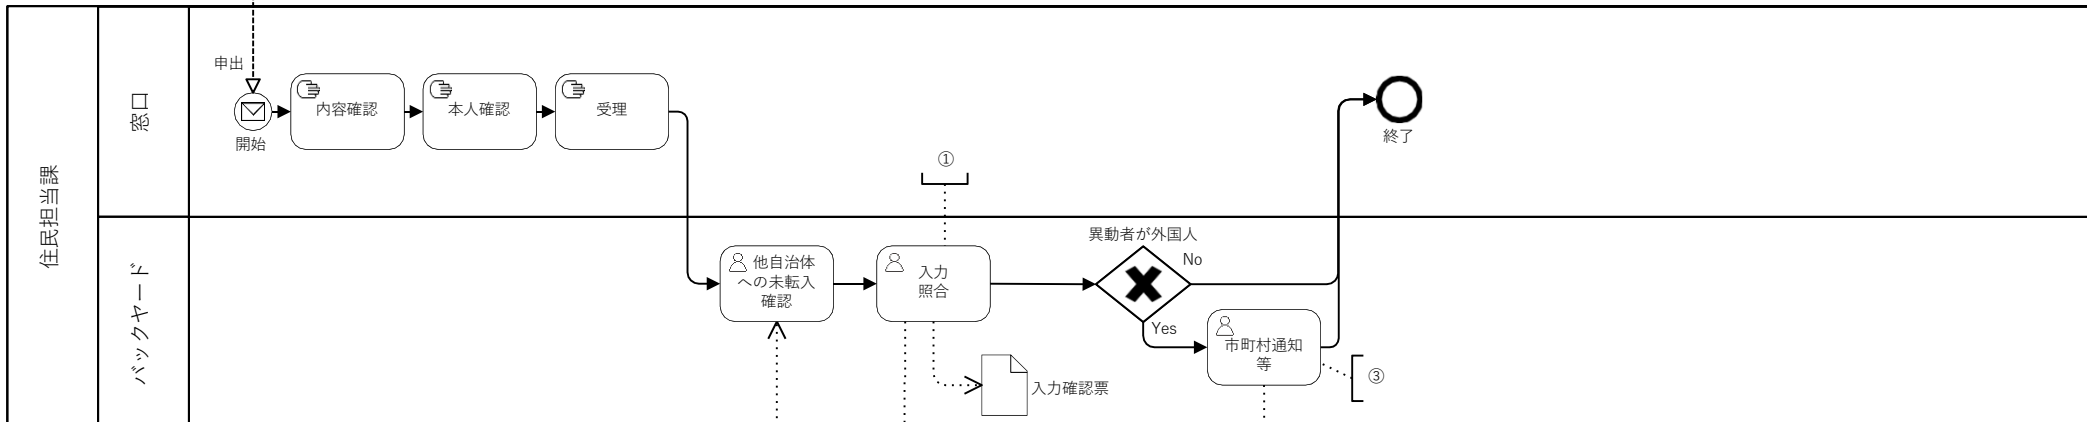 住民担当課
窓口
申出
開始
内容確認
本人確認
受理
①
終了
バックヤード
他自治体
への未転入
確認
入力
照合
異動者が外国人
No
Yes
市町村通知
等
③
入力確認票